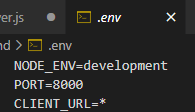 er.js
.env
nd > .env
NODE_ENV=development
PORT=8000
CLIENT_URL=*